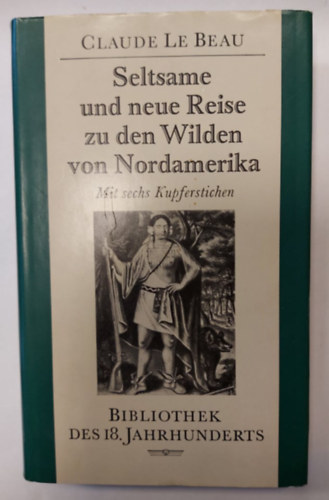 CLAUDE LE BEAU
Seltsame
und neue Reise
zu den Wilden
von Nordamerika
Mit sechs Kupferstichen
BIBLIOTHEK
DES 18. JAHRHUNDERTS